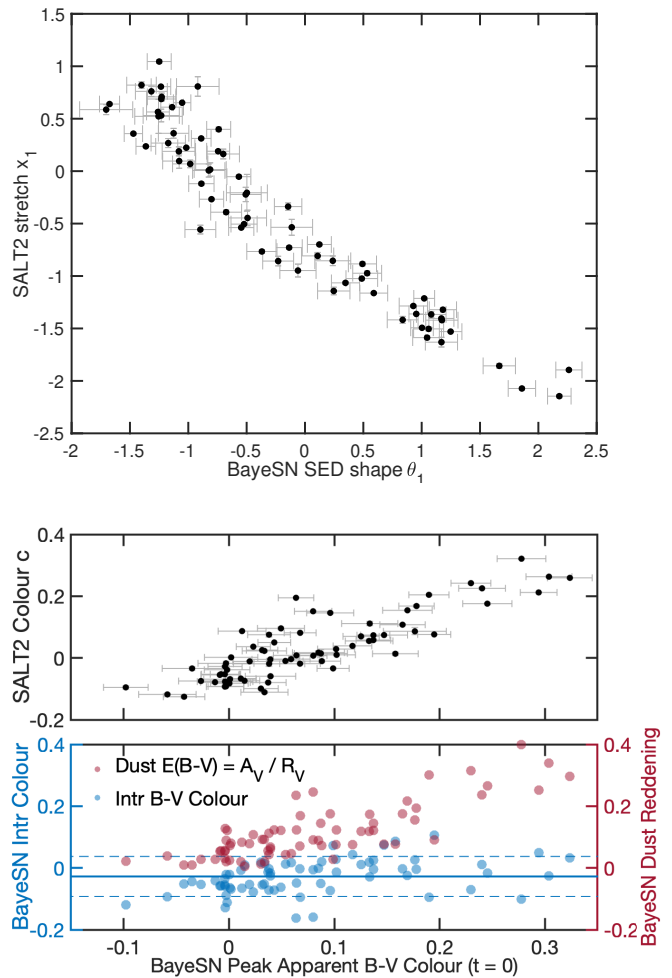 1.5
1
0.5
0
-0.5
-1
-1.5
-2
-2.5
SALT2 stretch x1
-2 -1.5 -1 -0.5 0 0.5 1 1.5 2 2.5
BayeSN SED shape θ1
0.4
0.2
0
-0.2
SALT2 Colour c
0.4
0.2
0
-0.2
BayeSN Intr Colour
Dust E(B-V) = AV / RV
Intr B-V Colour
0.4
0.2
0
-0.2
BayeSN Dust Reddening
-0.1 0 0.1 0.2 0.3
BayeSN Peak Apparent B-V Colour (t = 0)